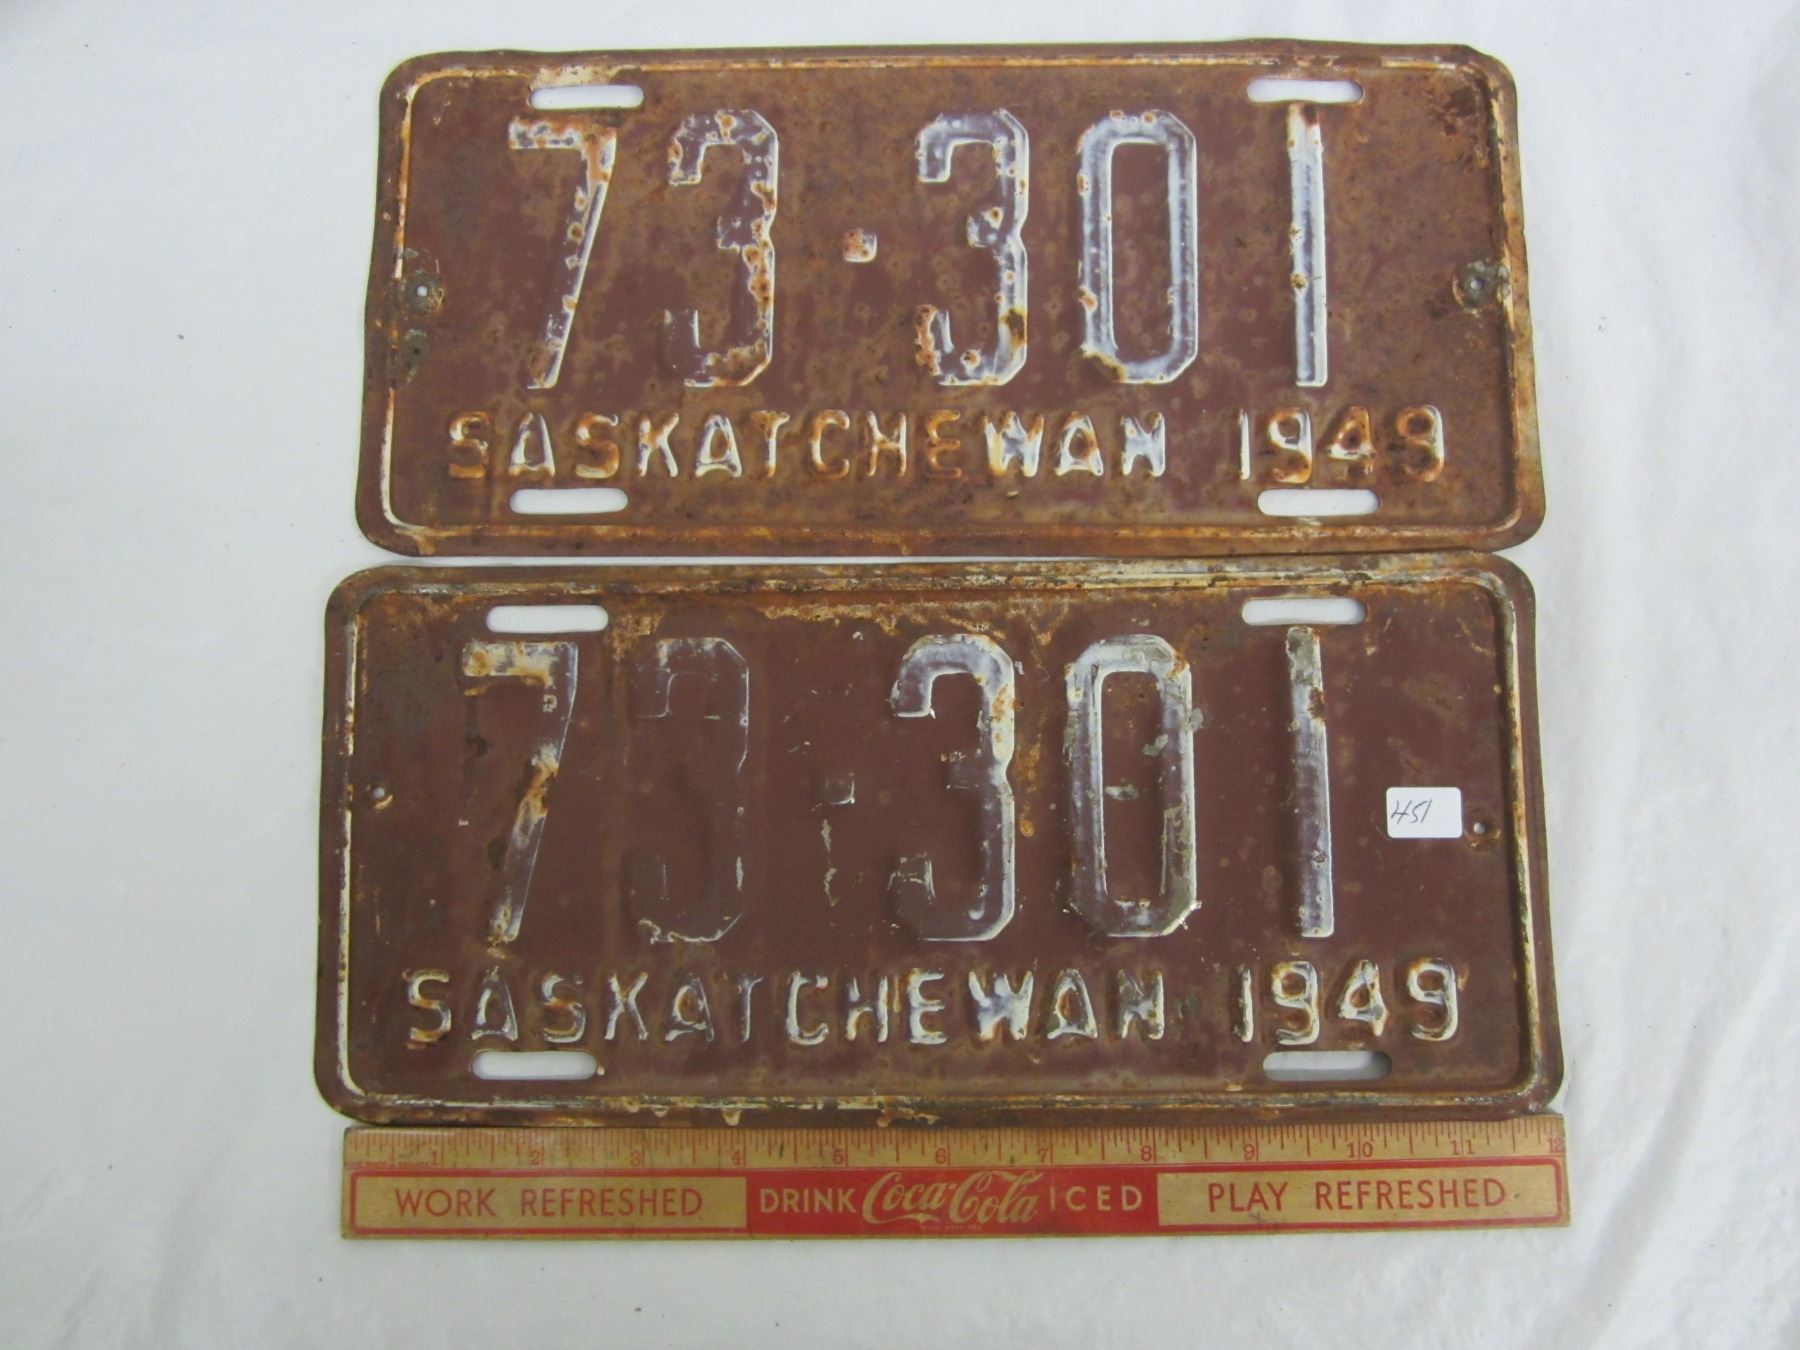 73-301
SASKATCHEWAN 1949
73-301
451
SASKATCHEWAN 1949
1 2 3 4 5 6 7 8 9 10 11 12
WORK REFRESHED DRINK Coca-Cola ICED PLAY REFRESHED